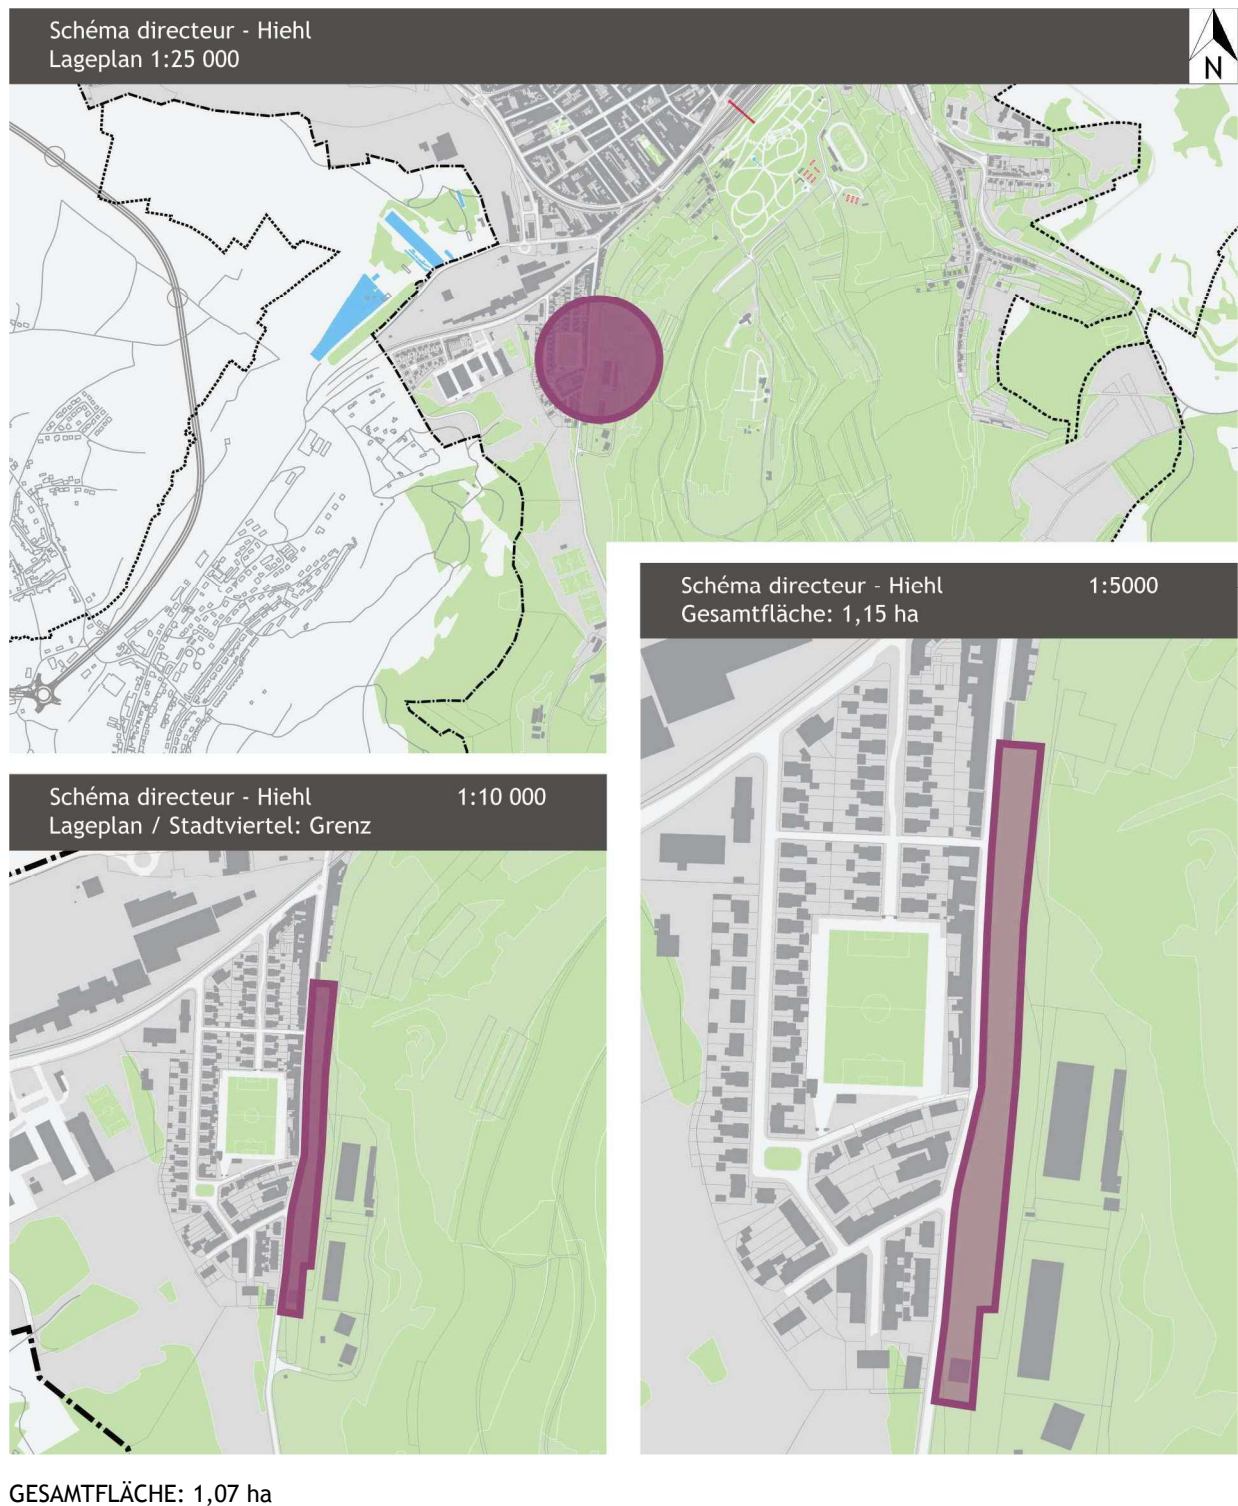 Schéma directeur - Hiehl
Lageplan 1:25 000
N
Schéma directeur - Hiehl 1:5000
Gesamtfläche: 1,15 ha
Schéma directeur - Hiehl 1:10 000
Lageplan / Stadtviertel: Grenz
GESAMTFLÄCHE: 1,07 ha